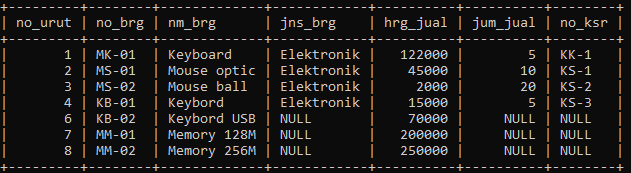 +----------+--------+-------------+------------+----------+----------+--------+
| no_urut | no_brg | nm_brg | jns_brg | hrg_jual | jum_jual | no_ksr |
+----------+--------+-------------+------------+----------+----------+--------+
| 1 | MK-01 | Keyboard | Elektronik | 122000 | 5 | KK-1 |
| 2 | MS-01 | Mouse optic | Elektronik | 45000 | 10 | KS-1 |
| 3 | MS-02 | Mouse ball | Elektronik | 2000 | 20 | KS-2 |
| 4 | KB-01 | Keybord | Elektronik | 15000 | 5 | KS-3 |
| 6 | KB-02 | Keybord USB | NULL | 70000 | NULL | NULL |
| 7 | MM-01 | Memory 128M | NULL | 200000 | NULL | NULL |
| 8 | MM-02 | Memory 256M | NULL | 250000 | NULL | NULL |
+----------+--------+-------------+------------+----------+----------+--------+